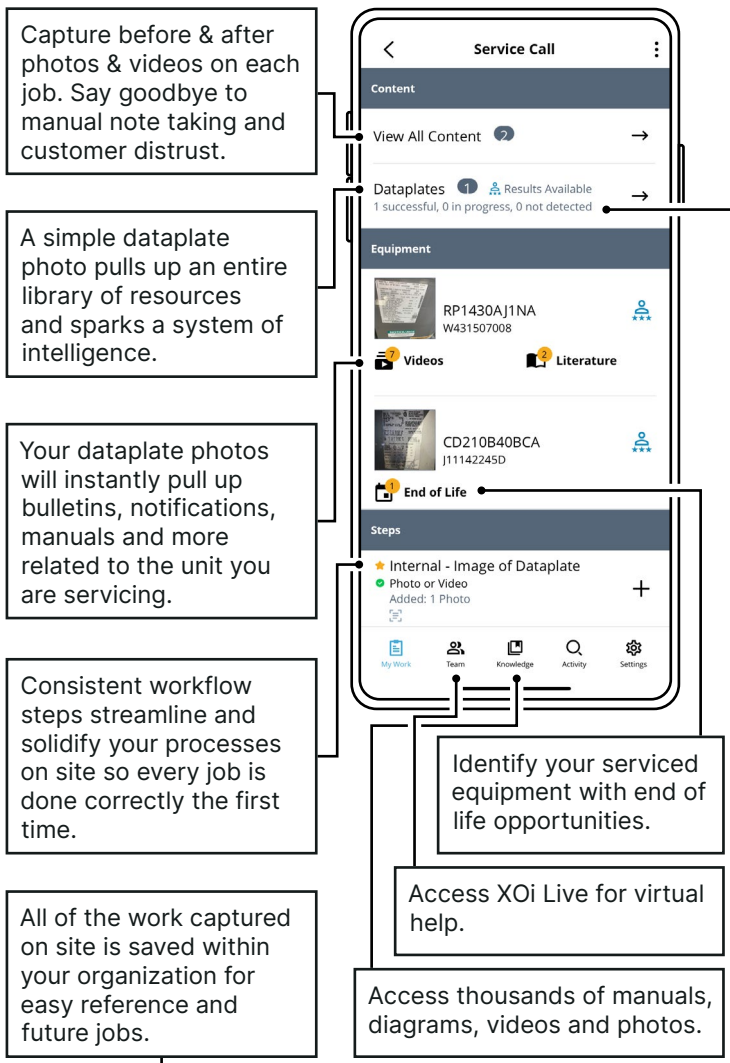 Capture before & after
photos & videos on each
job. Say goodbye to
manual note taking and
customer distrust.
A simple dataplate
photo pulls up an entire
library of resources
and sparks a system of
intelligence.
Your dataplate photos
will instantly pull up
bulletins, notifications,
manuals and more
related to the unit you
are servicing.
Consistent workflow
steps streamline and
solidify your processes
on site so every job is
done correctly the first
time.
All of the work captured
on site is saved within
your organization for
easy reference and
future jobs.
Service Call
Content
View All Content 2
Dataplates 1 Results Available
1 successful, 0 in progress, 0 not detected
Equipment
RP1430AJ1NA
W431507008
7 Videos 2 Literature
CD210B40BCA
J11142245D
1 End of Life
Steps
Internal - Image of Dataplate
Photo or Video
Added: 1 Photo
My Work Team Knowledge Activity Settings
Identify your serviced
equipment with end of
life opportunities.
Access XOi Live for virtual
help.
Access thousands of manuals,
diagrams, videos and photos.